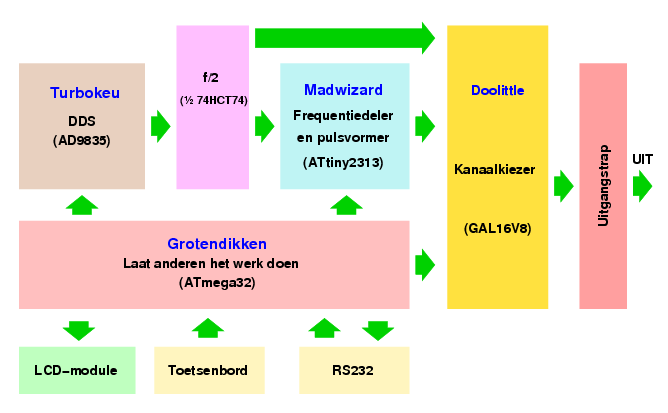 Turbokeu
DDS
(AD9835)
f/2
(½ 74HCT74)
Madwizard
Frequentiedeler
en pulsvormer
(ATtiny2313)
Doolittle
Kanaalkiezer
(GAL16V8)
Uitgangstrap
UIT
Grotendikken
Laat anderen het werk doen
(ATmega32)
LCD-module
Toetsenbord
RS232